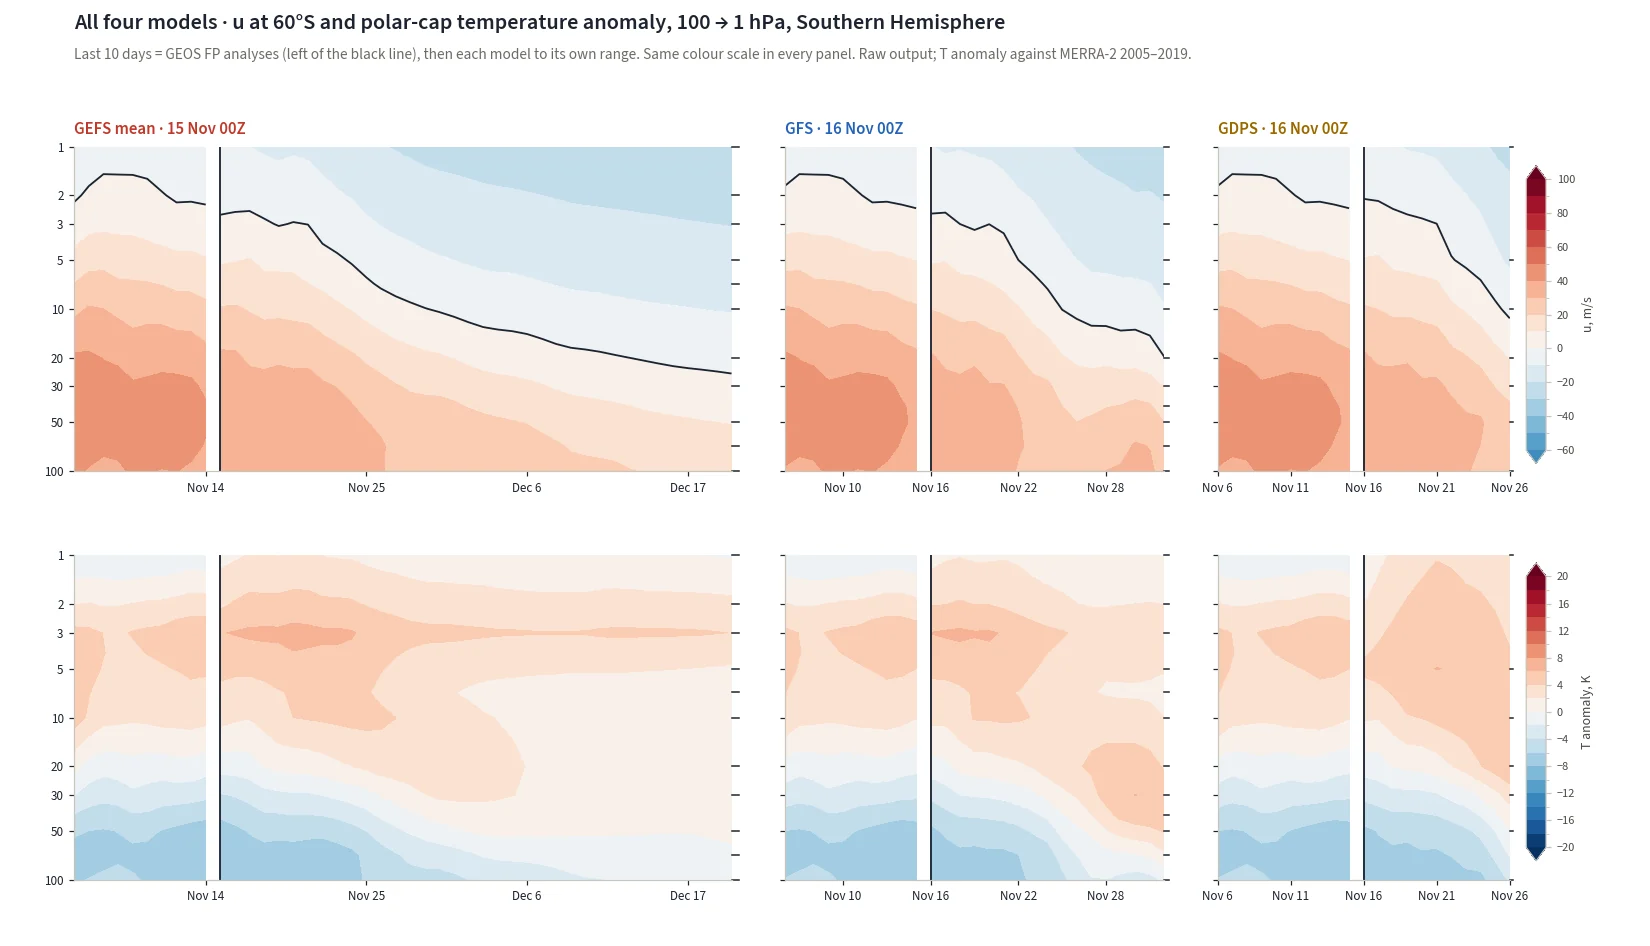 All four models · u at 60°S and polar-cap temperature anomaly, 100 → 1 hPa, Southern Hemisphere
Last 10 days = GEOS FP analyses (left of the black line), then each model to its own range. Same colour scale in every panel. Raw output; T anomaly against MERRA-2 2005–2019.
GEFS mean · 15 Nov 00Z
GFS · 16 Nov 00Z
GDPS · 16 Nov 00Z
1
2
3
5
10
20
30
50
100
Nov 14
Nov 25
Dec 6
Dec 17
Nov 10
Nov 16
Nov 22
Nov 28
Nov 6
Nov 11
Nov 16
Nov 21
Nov 26
100
80
60
40
20
0
−20
−40
−60
u, m/s
1
2
3
5
10
20
30
50
100
Nov 14
Nov 25
Dec 6
Dec 17
Nov 10
Nov 16
Nov 22
Nov 28
Nov 6
Nov 11
Nov 16
Nov 21
Nov 26
20
16
12
8
4
0
−4
−8
−12
−16
−20
T anomaly, K